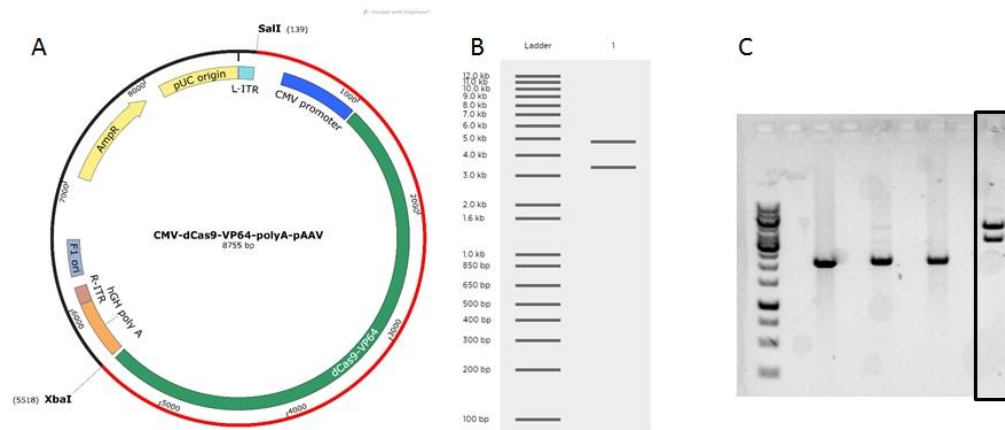 created with SnapGene
A
SalI (139)
pUC origin
L-ITR
CMV promoter
AmpR
F1 ori
R-ITR
hGH poly A
dCas9-VP64
CMV-dCas9-VP64-polyA-pAAV
8755 bp
1000
2000
3000
4000
5000
6000
7000
8000
(5518) XbaI
B
Ladder 1
12.0 kb
11.0 kb
10.0 kb
9.0 kb
8.0 kb
7.0 kb
6.0 kb
5.0 kb
4.0 kb
3.0 kb
2.0 kb
1.6 kb
1.0 kb
850 bp
650 bp
500 bp
400 bp
300 bp
200 bp
100 bp
C